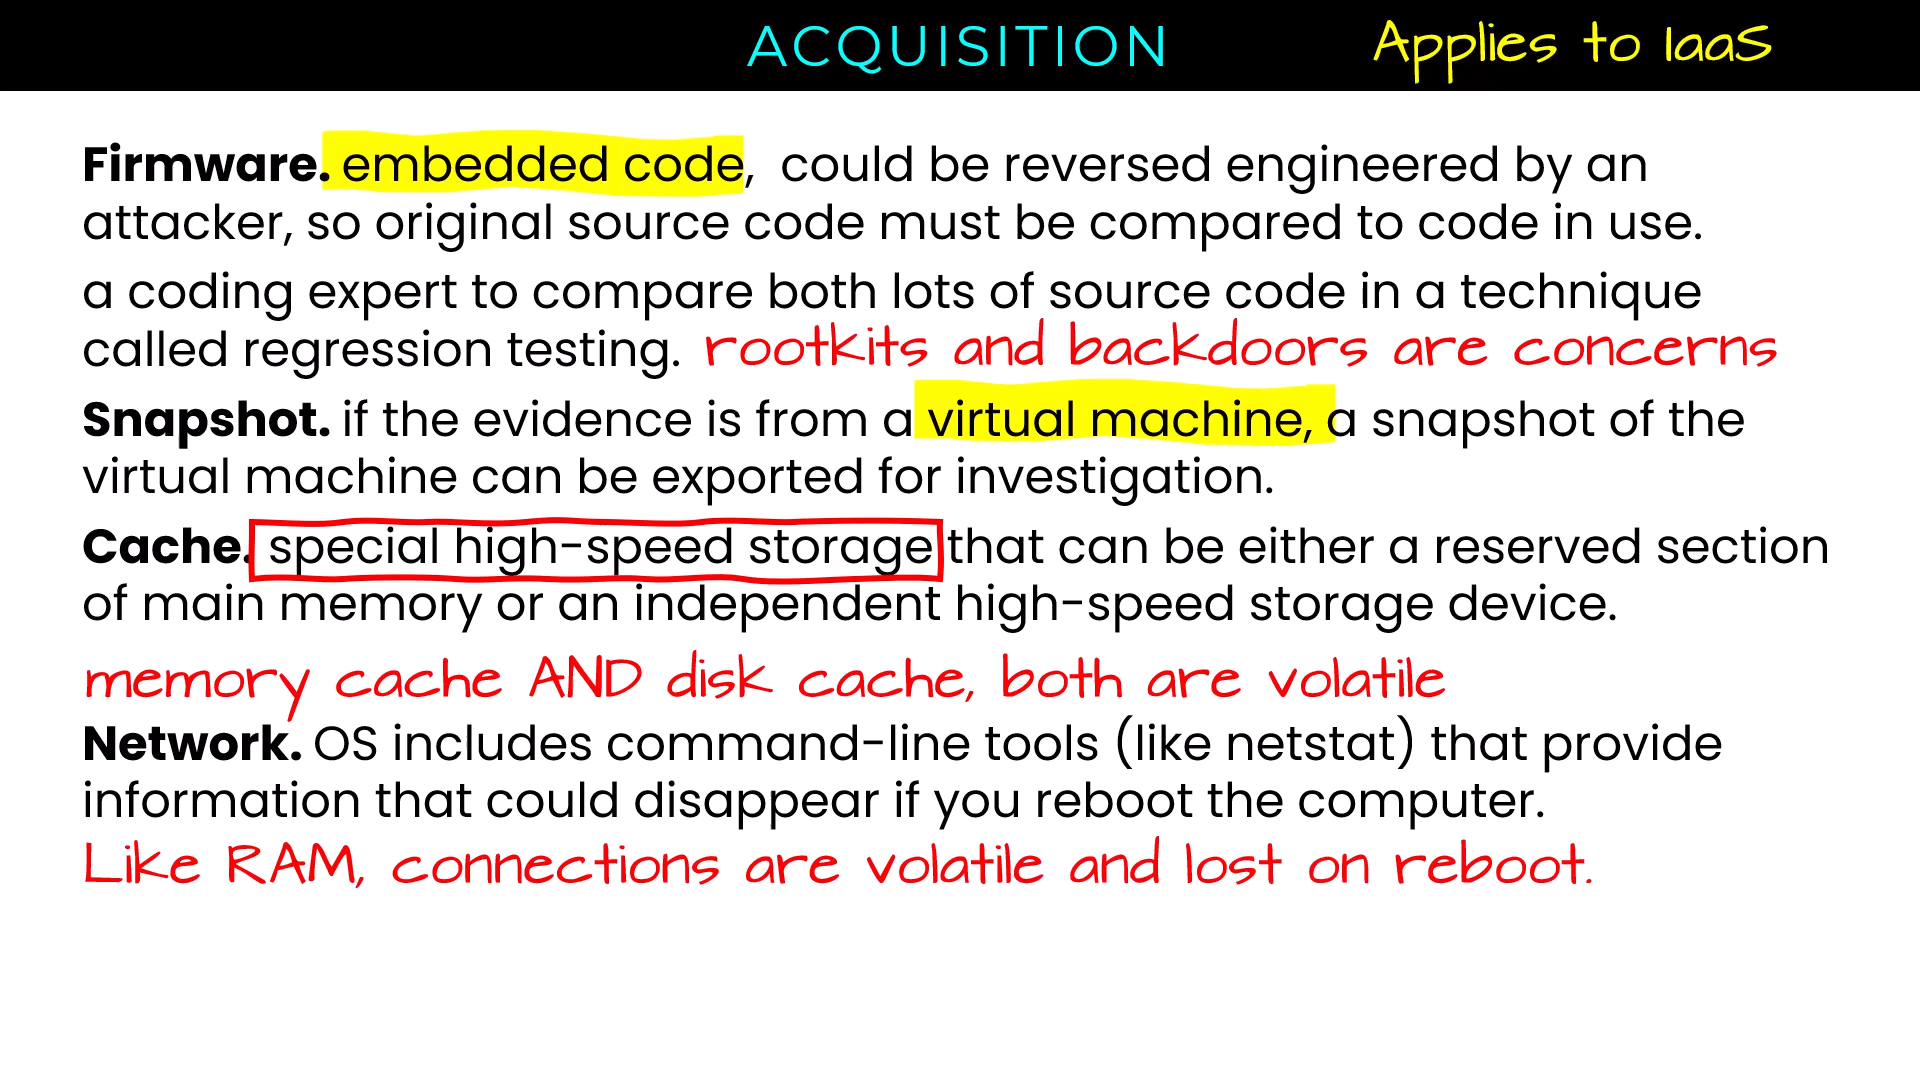 ACQUISITION
Applies to IaaS
Firmware. embedded code, could be reversed engineered by an
attacker, so original source code must be compared to code in use.
a coding expert to compare both lots of source code in a technique
called regression testing. rootkits and backdoors are concerns
Snapshot. if the evidence is from a virtual machine, a snapshot of the
virtual machine can be exported for investigation.
Cache. special high-speed storage that can be either a reserved section
of main memory or an independent high-speed storage device.
memory cache AND disk cache, both are volatile
Network. OS includes command-line tools (like netstat) that provide
information that could disappear if you reboot the computer.
Like RAM, connections are volatile and lost on reboot.